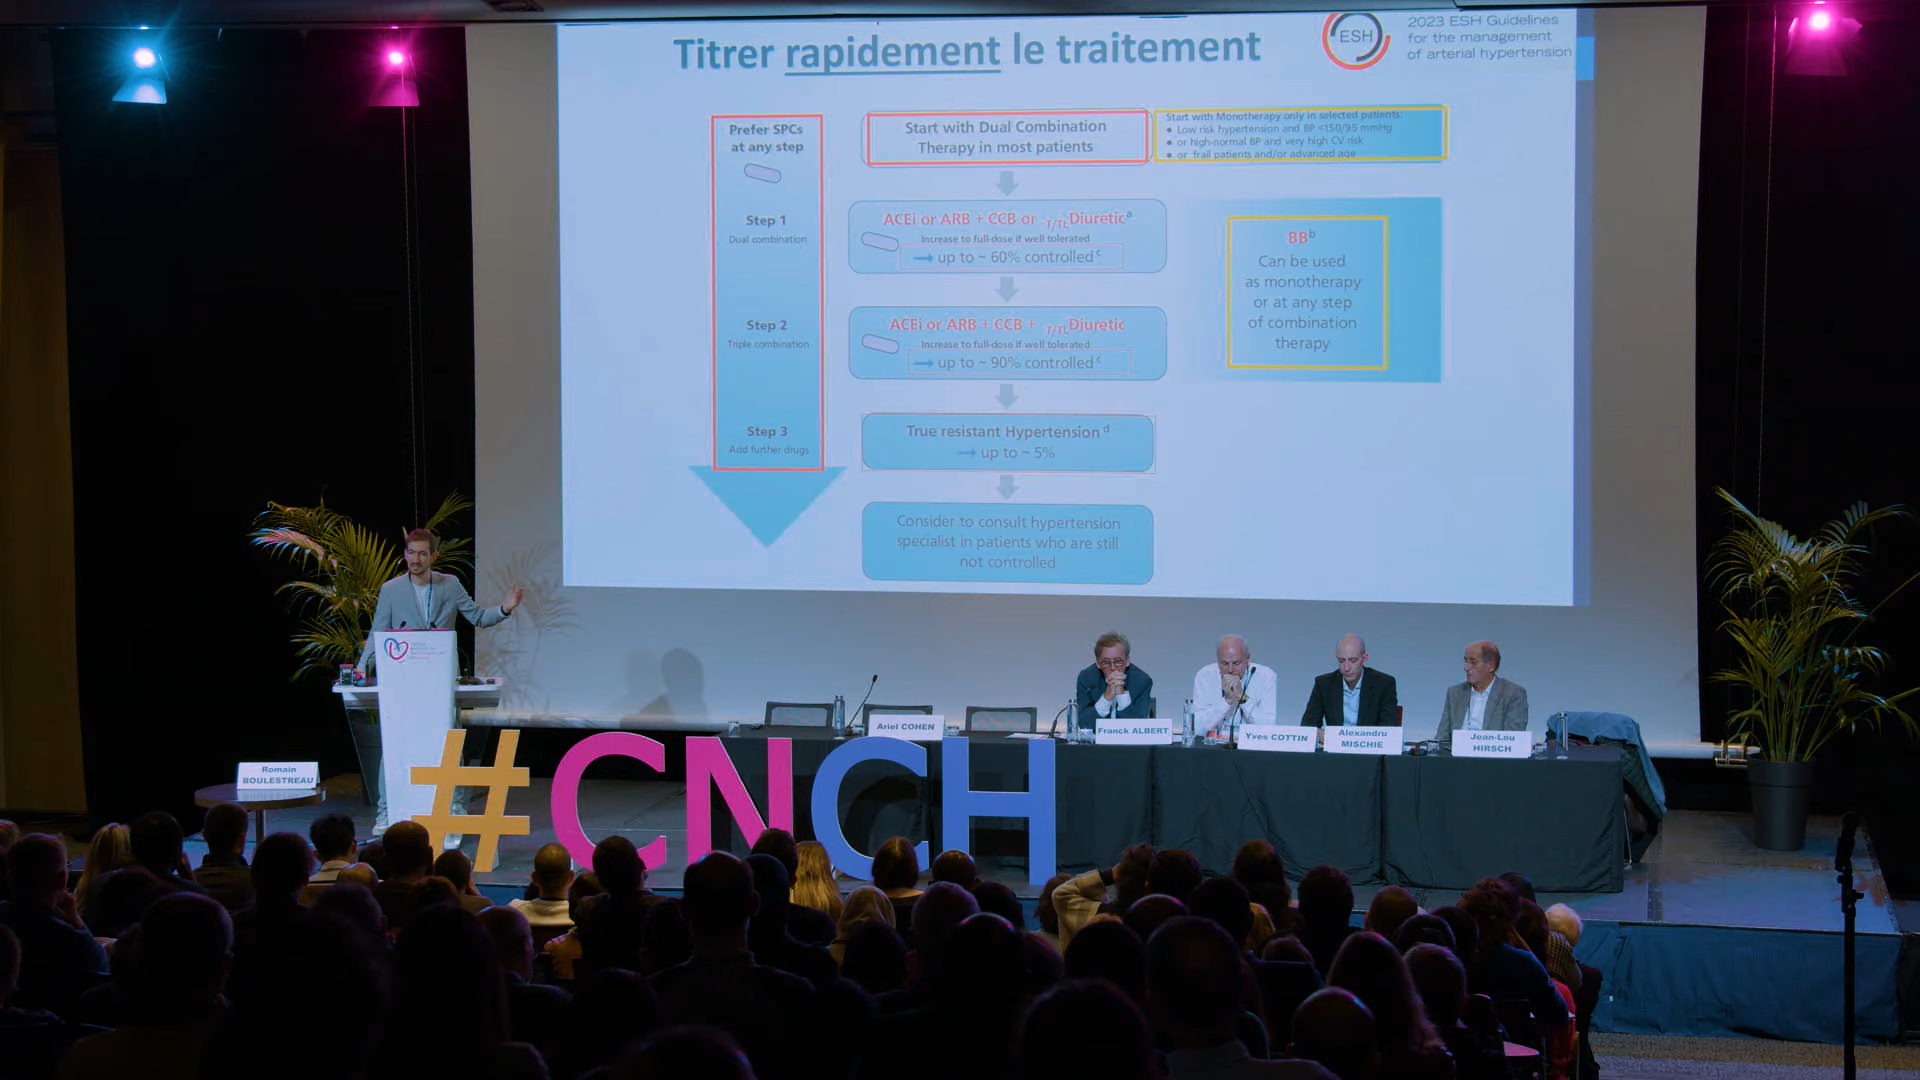 Titrer rapidement le traitement
ESH
2023 ESH Guidelines
for the management
of arterial hypertension
Prefer SPCs
at any step
Start with Dual Combination
Therapy in most patients
Start with Monotherapy only in selected patients:
• Low risk hypertension and BP <150/95 mmHg
• or high-normal BP and very high CV risk
• or frail patients and/or advanced age
Step 1
Dual combination
ACEi or ARB + CCB or T/TLDiuretic a
Increase to full-dose if well tolerated
→ up to ~ 60% controlled c
BB b
Can be used
as monotherapy
or at any step
of combination
therapy
Step 2
Triple combination
ACEi or ARB + CCB + T/TLDiuretic
Increase to full-dose if well tolerated
→ up to ~ 90% controlled c
Step 3
Add further drugs
True resistant Hypertension d
→ up to ~ 5%
Consider to consult hypertension
specialist in patients who are still
not controlled
Ariel COHEN
Franck ALBERT
Yves COTTIN
Alexandru
MISCHIE
Jean-Lou
HIRSCH
Romain
BOULESTREAU
#CNCH